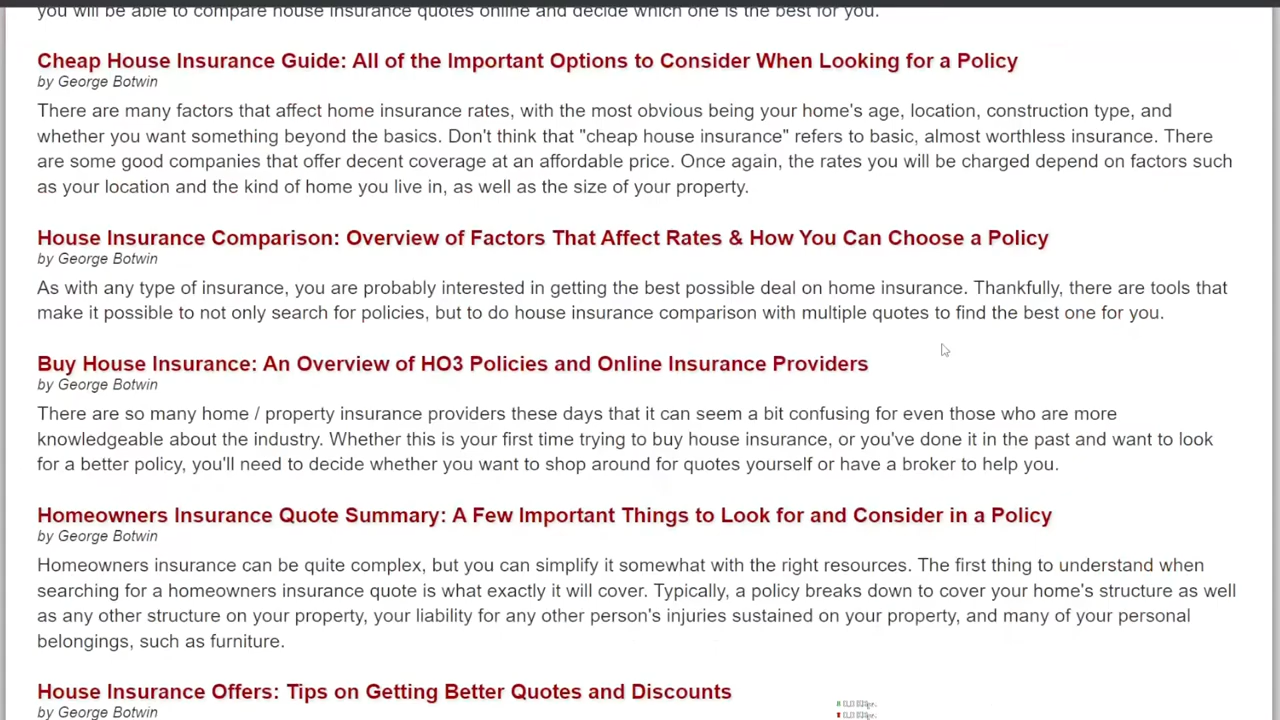 you will be able to compare house insurance quotes online and decide which one is the best for you.
Cheap House Insurance Guide: All of the Important Options to Consider When Looking for a Policy
by George Botwin
There are many factors that affect home insurance rates, with the most obvious being your home's age, location, construction type, and
whether you want something beyond the basics. Don't think that "cheap house insurance" refers to basic, almost worthless insurance. There
are some good companies that offer decent coverage at an affordable price. Once again, the rates you will be charged depend on factors such
as your location and the kind of home you live in, as well as the size of your property.
House Insurance Comparison: Overview of Factors That Affect Rates & How You Can Choose a Policy
by George Botwin
As with any type of insurance, you are probably interested in getting the best possible deal on home insurance. Thankfully, there are tools that
make it possible to not only search for policies, but to do house insurance comparison with multiple quotes to find the best one for you.
Buy House Insurance: An Overview of HO3 Policies and Online Insurance Providers
by George Botwin
There are so many home / property insurance providers these days that it can seem a bit confusing for even those who are more
knowledgeable about the industry. Whether this is your first time trying to buy house insurance, or you've done it in the past and want to look
for a better policy, you'll need to decide whether you want to shop around for quotes yourself or have a broker to help you.
Homeowners Insurance Quote Summary: A Few Important Things to Look for and Consider in a Policy
by George Botwin
Homeowners insurance can be quite complex, but you can simplify it somewhat with the right resources. The first thing to understand when
searching for a homeowners insurance quote is what exactly it will cover. Typically, a policy breaks down to cover your home's structure as well
as any other structure on your property, your liability for any other person's injuries sustained on your property, and many of your personal
belongings, such as furniture.
House Insurance Offers: Tips on Getting Better Quotes and Discounts
by George Botwin